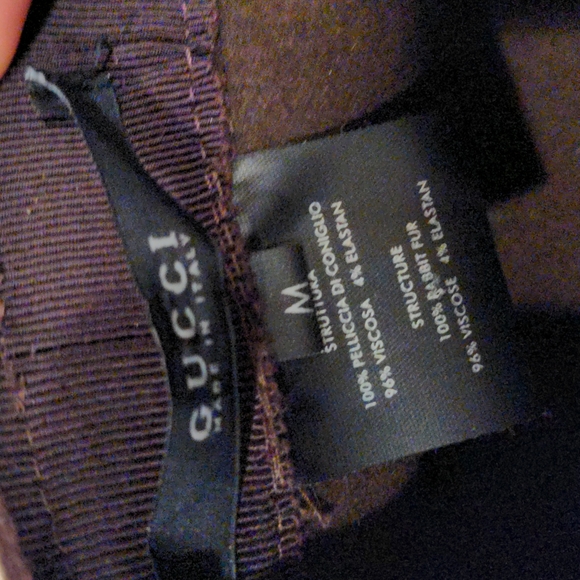 GUCCI
MADE IN ITALY
M
STRUTTURA
100% PELLICCIA DI CONIGLIO
96% VISCOSA 4% ELASTAN
STRUCTURE
100% RABBIT FUR
96% VISCOSE 4% ELASTAN